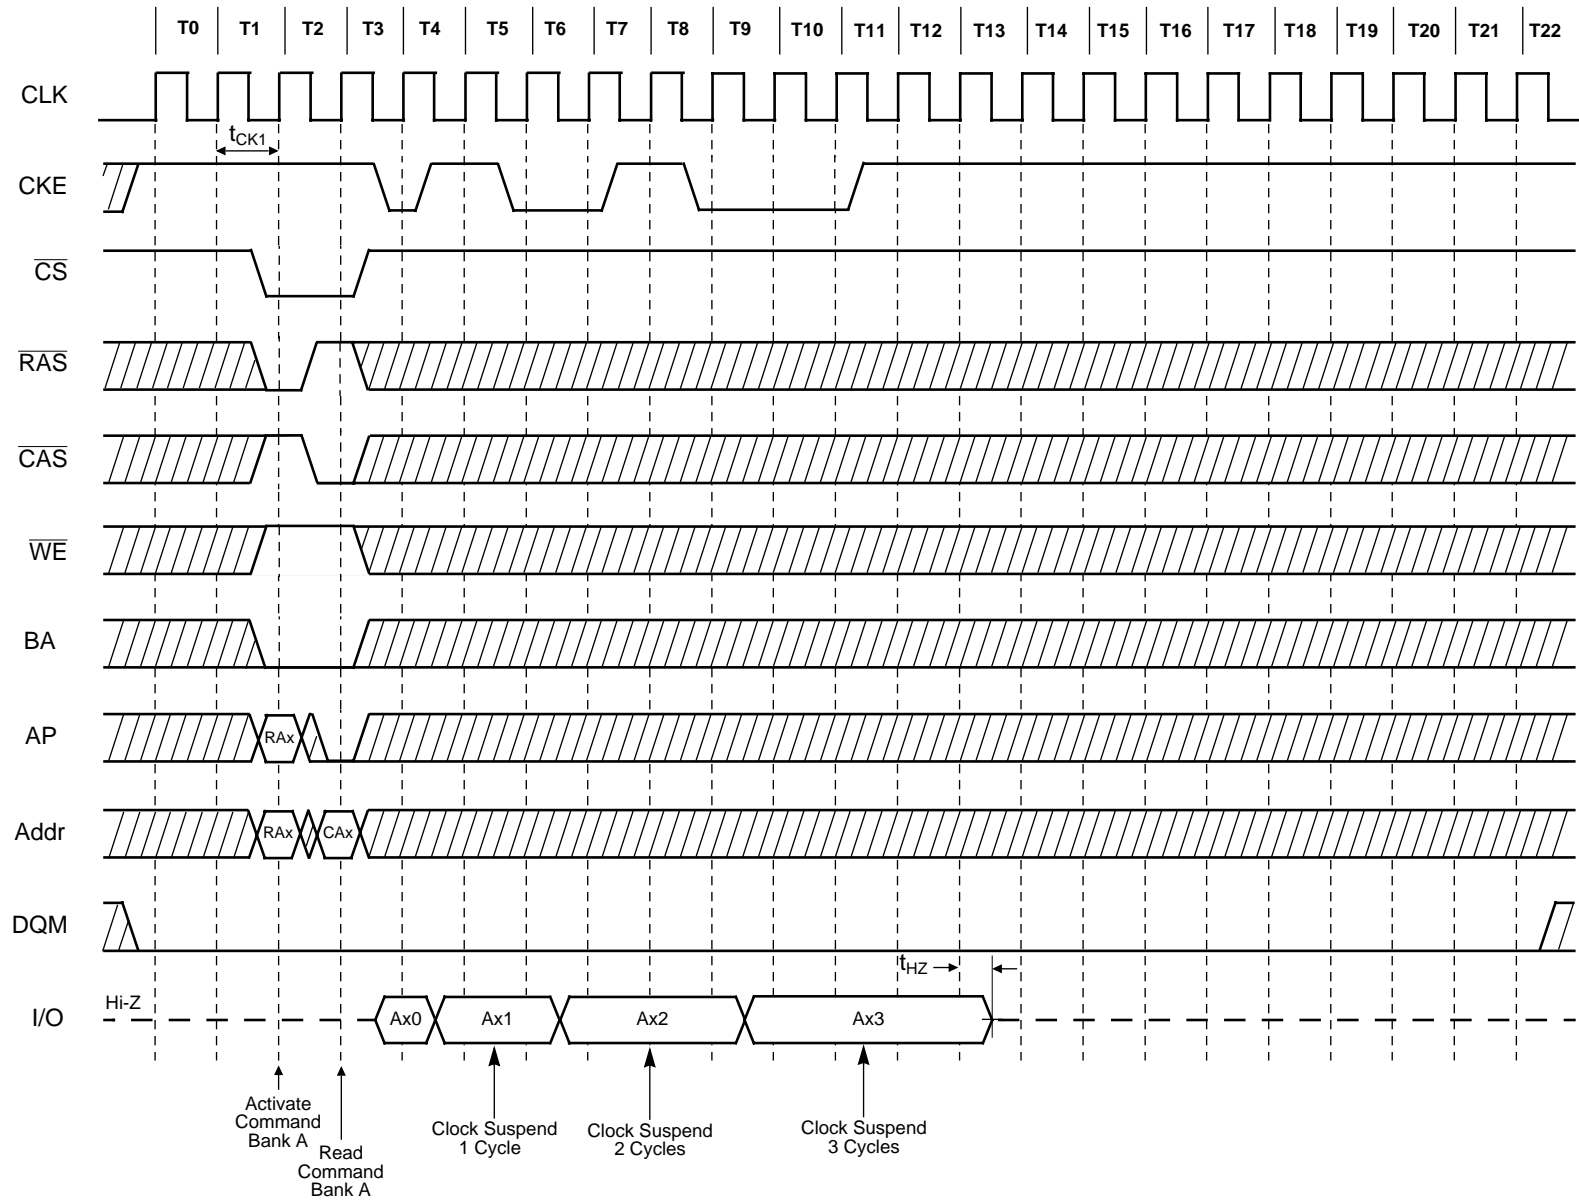 T0 T1 T2 T3 T4 T5 T6 T7 T8 T9 T10 T11 T12 T13 T14 T15 T16 T17 T18 T19 T20 T21 T22
CLK
tCK1
CKE
CS
RAS
CAS
WE
BA
AP
RAx
Addr
RAx CAx
DQM
tHZ
Hi-Z
I/O
Ax0 Ax1 Ax2 Ax3
Activate
Command
Bank A
Read
Command
Bank A
Clock Suspend
1 Cycle
Clock Suspend
2 Cycles
Clock Suspend
3 Cycles